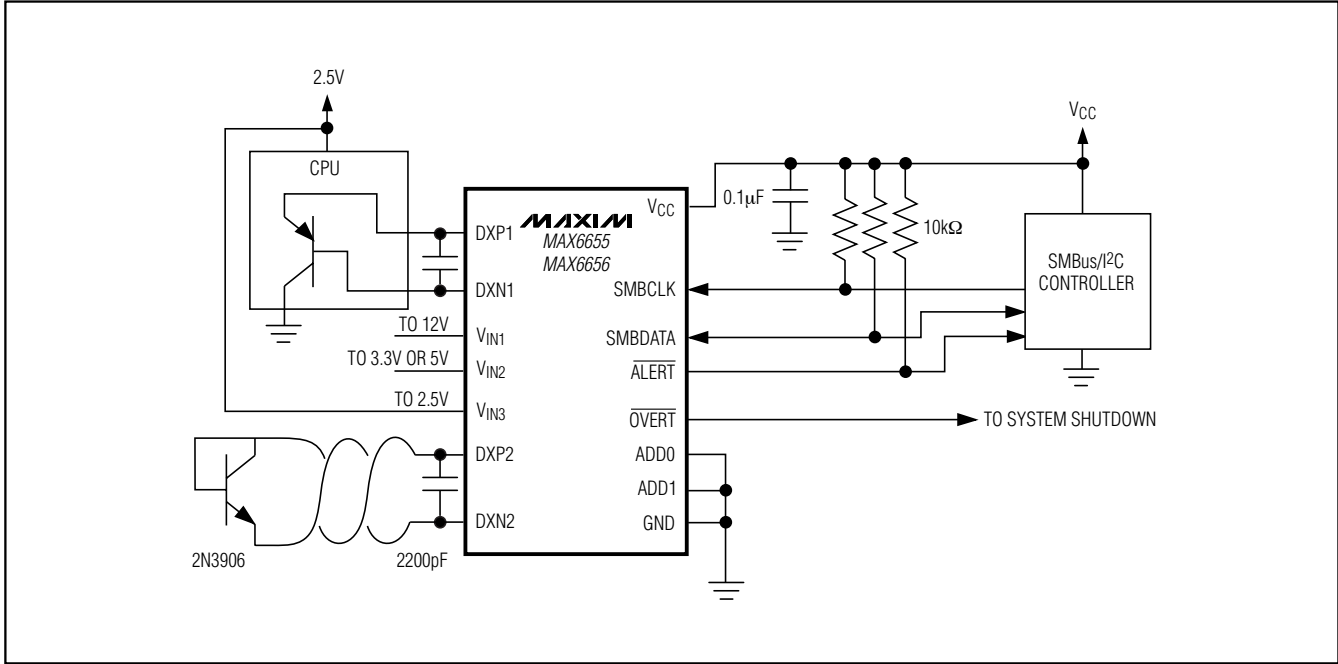 2.5V
CPU
MAXIM
MAX6655
MAX6656
DXP1
DXN1
TO 12V
VIN1
TO 3.3V OR 5V
VIN2
TO 2.5V
VIN3
DXP2
DXN2
2N3906
2200pF
VCC
SMBCLK
SMBDATA
ALERT
OVERT
ADD0
ADD1
GND
0.1µF
10kΩ
VCC
SMBus/I2C
CONTROLLER
TO SYSTEM SHUTDOWN